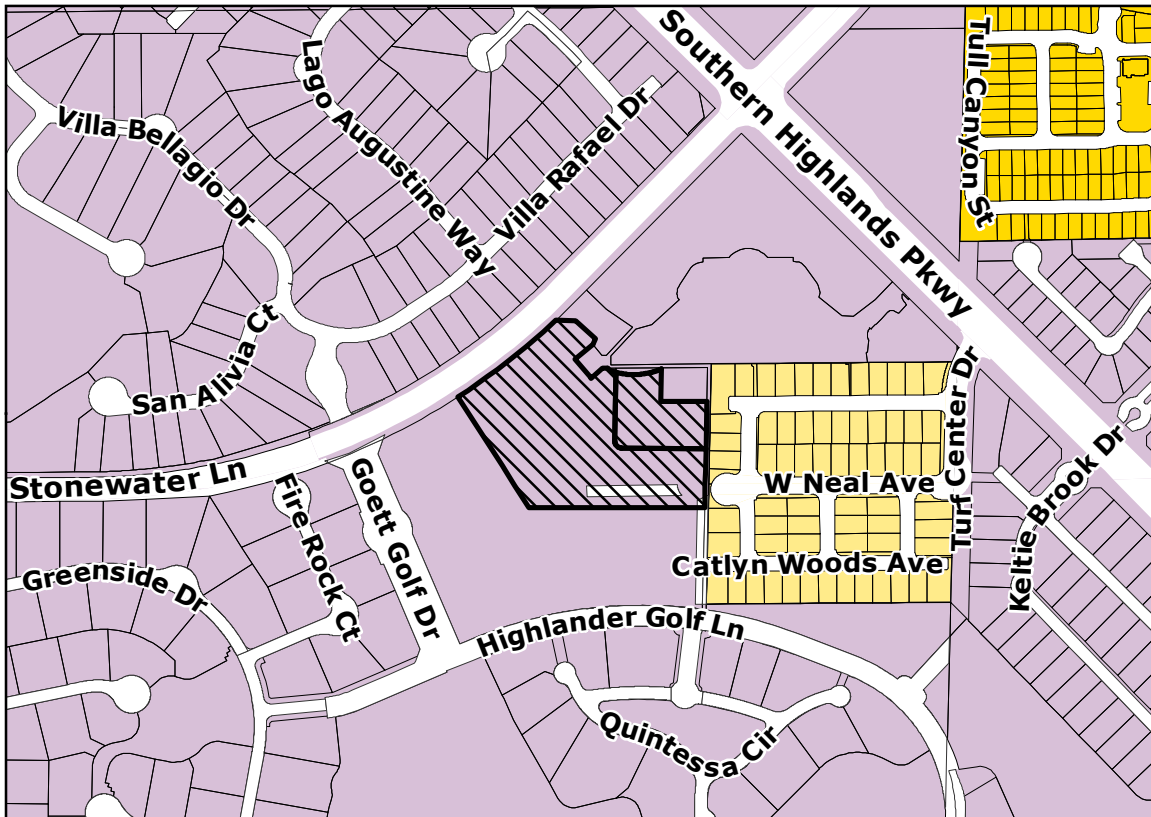 Southern Highlands Pkwy
Tull Canyon St
Lago Augustine Way
Villa Bellagio Dr
Villa Rafael Dr
San Alivia Ct
Stonewater Ln
Fire Rock Ct
Goett Golf Dr
Greenside Dr
Highlander Golf Ln
Quintessa Cir
W Neal Ave
Catlyn Woods Ave
Turf Center Dr
Keltie-Brook Dr